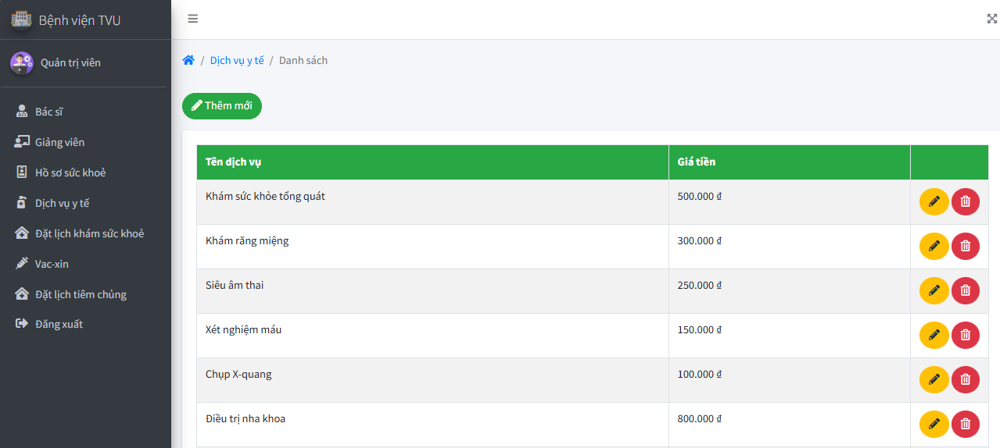 Bệnh viện TVU
Quản trị viên
Bác sĩ
Giảng viên
Hồ sơ sức khoẻ
Dịch vụ y tế
Đặt lịch khám sức khoẻ
Vac-xin
Đặt lịch tiêm chủng
Đăng xuất
/ Dịch vụ y tế / Danh sách
Thêm mới
Tên dịch vụ Giá tiền
Khám sức khỏe tổng quát 500.000 ₫
Khám răng miệng 300.000 ₫
Siêu âm thai 250.000 ₫
Xét nghiệm máu 150.000 ₫
Chụp X-quang 100.000 ₫
Điều trị nha khoa 800.000 ₫